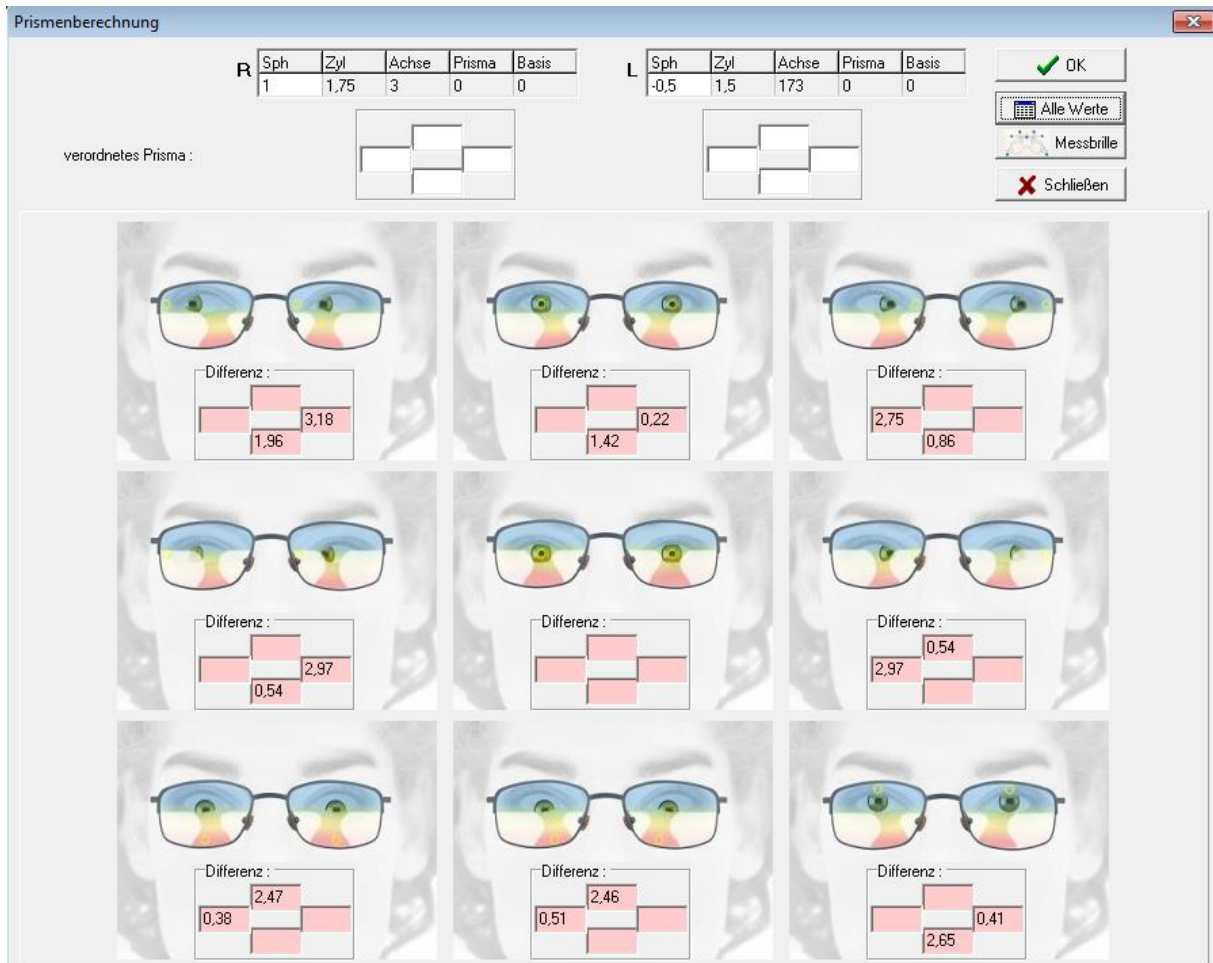 Prismenberechnung
R Sph Zyl Achse Prisma Basis
1 1,75 3 0 0
L Sph Zyl Achse Prisma Basis
-0,5 1,5 173 0 0
OK
Alle Werte
Messbrille
Schließen
verordnetes Prisma :
Differenz :
3,18
1,96
Differenz :
0,22
1,42
Differenz :
2,75
0,86
Differenz :
2,97
0,54
Differenz :
Differenz :
0,54
2,97
Differenz :
2,47
0,38
Differenz :
2,46
0,51
Differenz :
0,41
2,65